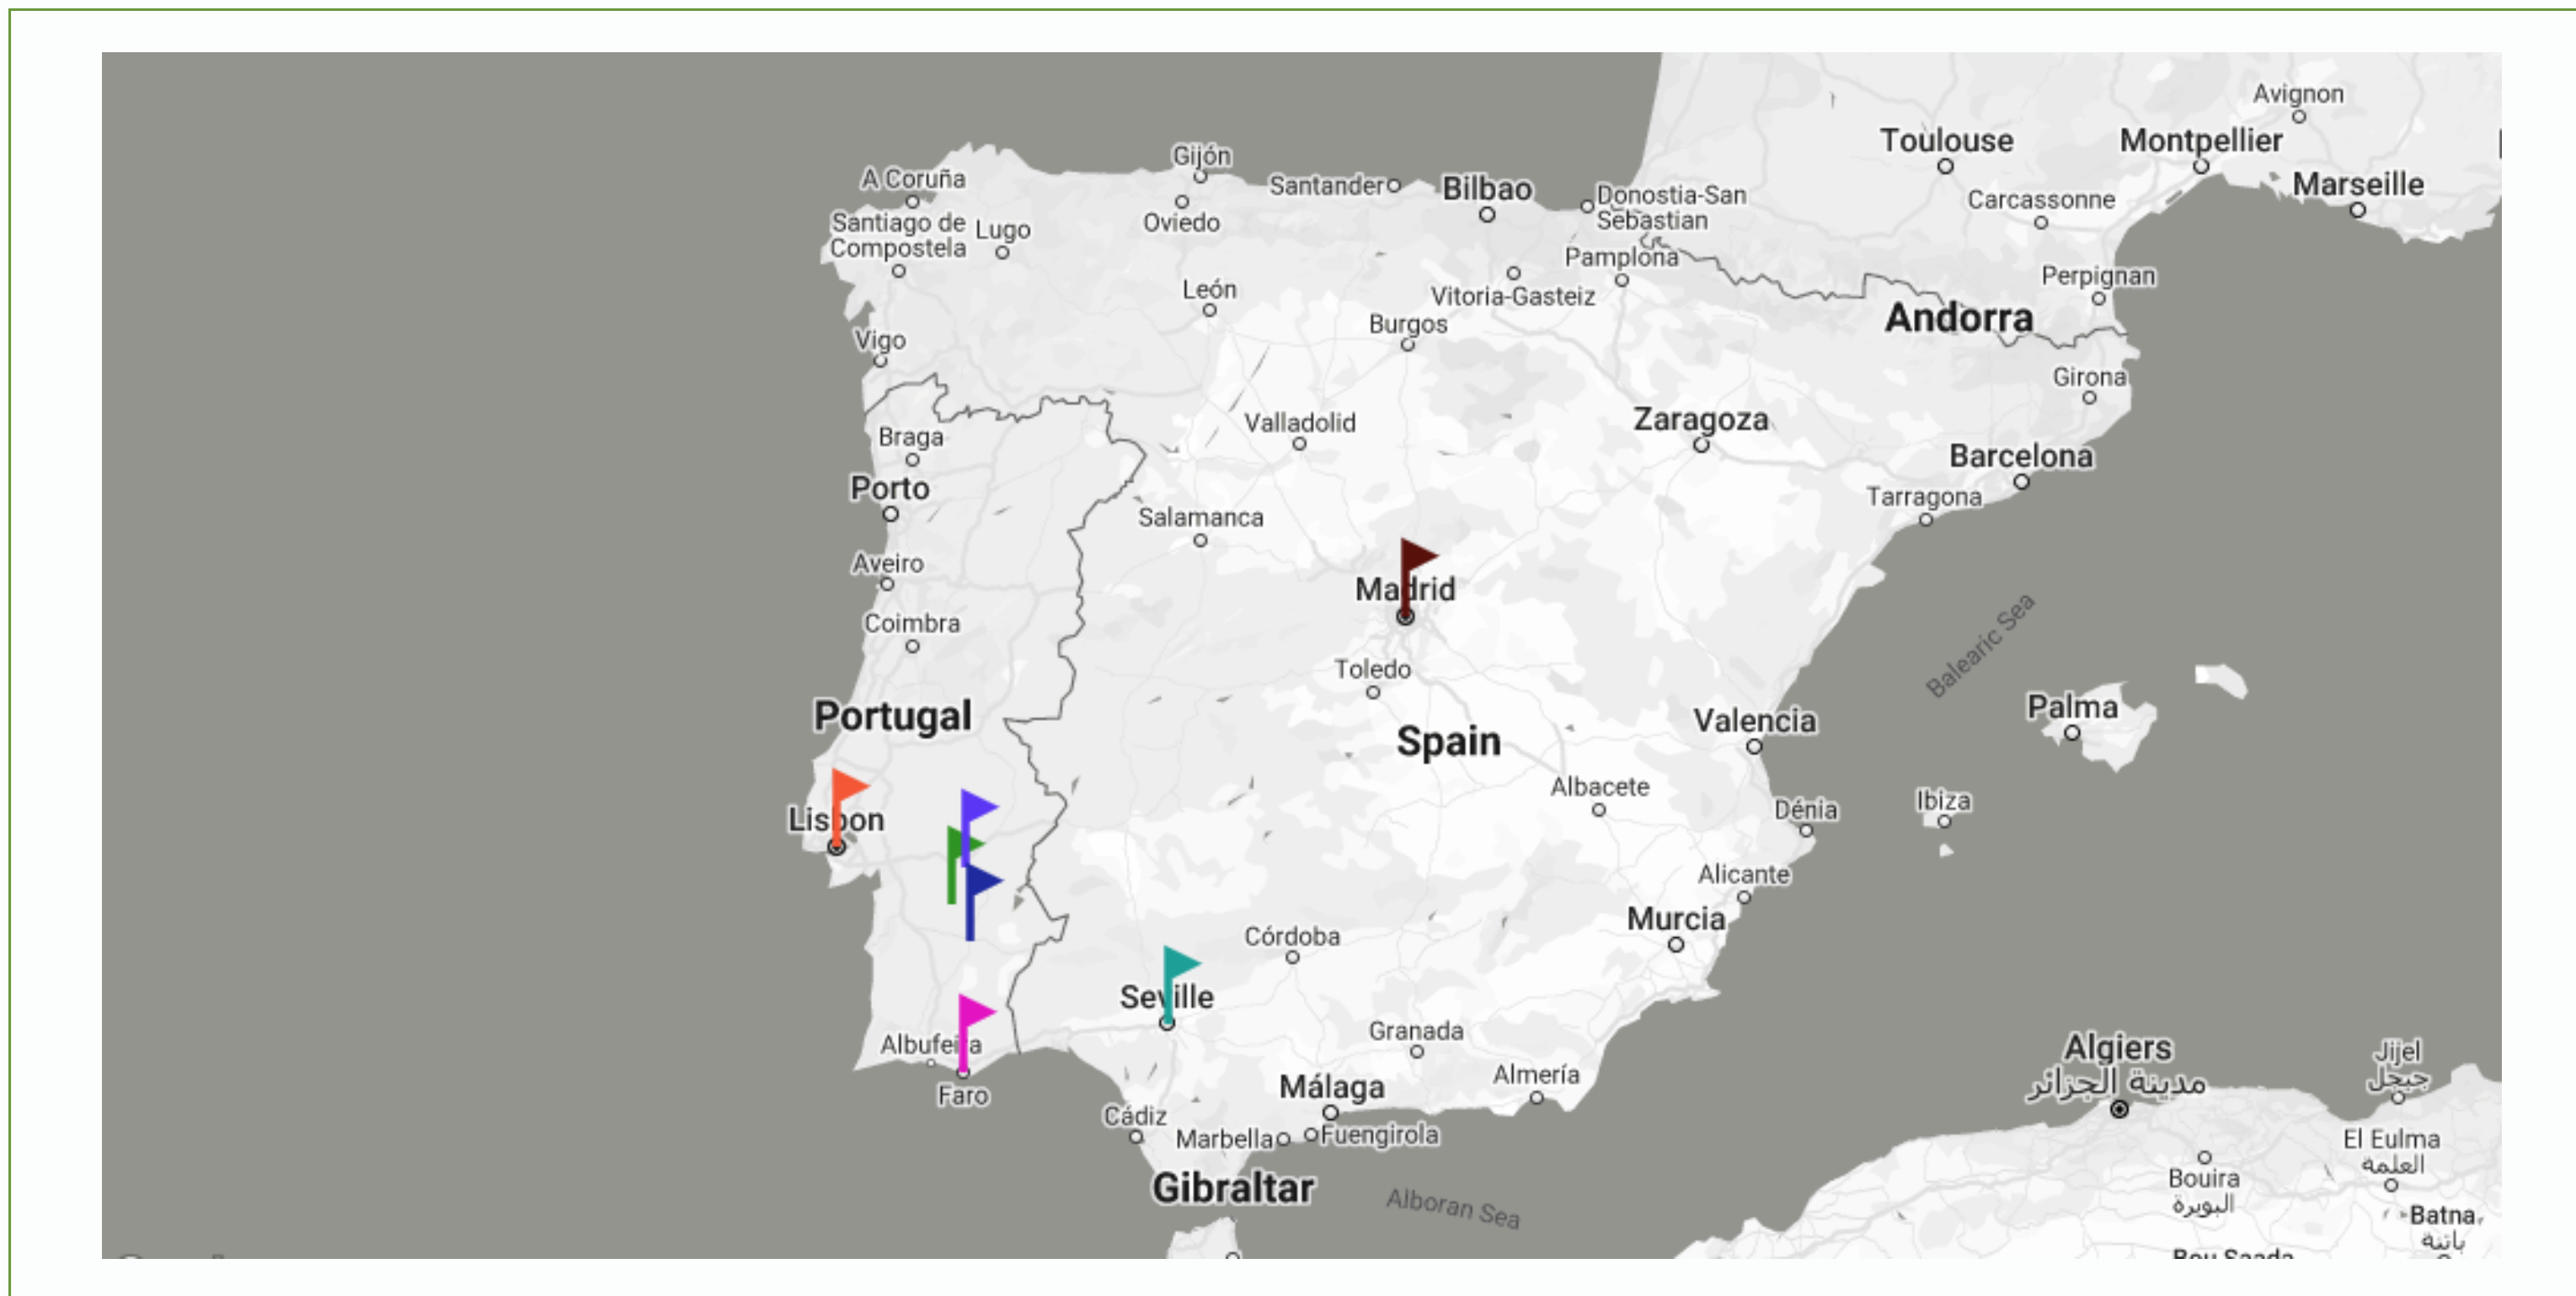 Avignon
Toulouse
Montpellier
Gijón
A Coruña
Santander
Bilbao
Marseille
Donostia-San
Sebastian
Carcassonne
Santiago de
Compostela
Lugo
Oviedo
Pamplona
Perpignan
León
Vitoria-Gasteiz
Andorra
Burgos
Vigo
Girona
Valladolid
Zaragoza
Braga
Barcelona
Porto
Tarragona
Salamanca
Aveiro
Madrid
Coimbra
Balearic Sea
Toledo
Portugal
Palma
Valencia
Spain
Albacete
Ibiza
Dénia
Lisbon
Alicante
Murcia
Córdoba
Seville
Granada
Albufeira
Algiers
مدينة الجزائر
Jijel
جيجل
Almería
Málaga
Faro
Cádiz
Marbella
Fuengirola
El Eulma
العلمة
Gibraltar
Bouira
البويرة
Alboran Sea
Batna
باتنة